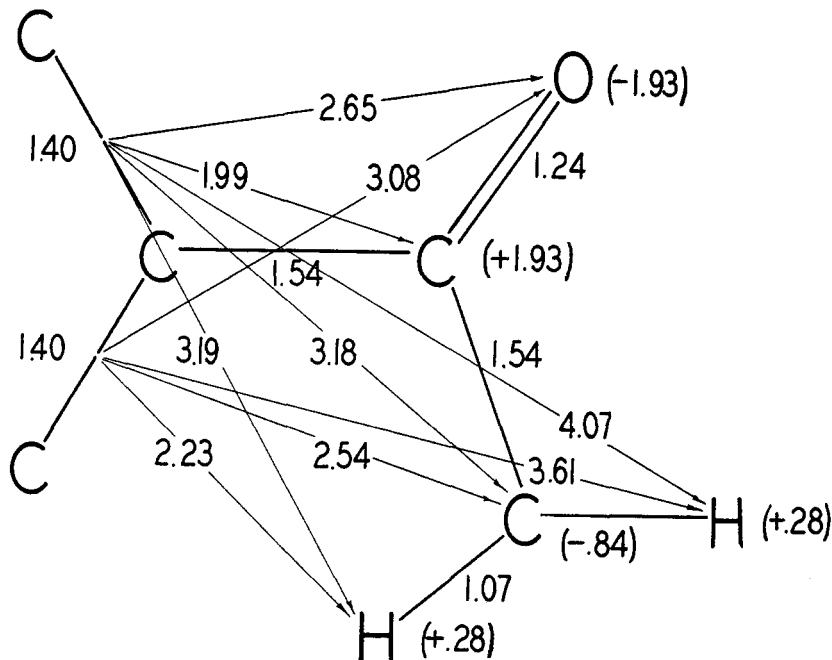 C
O (-1.93)
2.65
1.40
1.99
3.08
1.24
C
C (+1.93)
1.54
1.40
3.19
3.18
1.54
2.23
2.54
4.07
3.61
C
C (-.84)
H (+.28)
1.07
H (+.28)